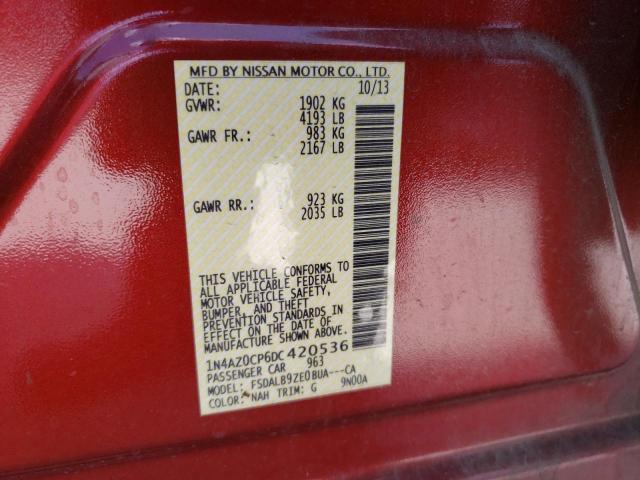 MFD BY NISSAN MOTOR CO., LTD.
DATE: 10/13
GVWR: 1902 KG
4193 LB
GAWR FR.: 983 KG
2167 LB
GAWR RR.: 923 KG
2035 LB
THIS VEHICLE CONFORMS TO
ALL APPLICABLE FEDERAL
MOTOR VEHICLE SAFETY,
BUMPER, AND THEFT
PREVENTION STANDARDS IN
EFFECT ON THE DATE OF
MANUFACTURE SHOWN ABOVE.
1N4AZ0CP6DC420536
PASSENGER CAR 963
MODEL: FSDALB9ZE0BUA---CA
COLOR: NAH TRIM: G 9N00A